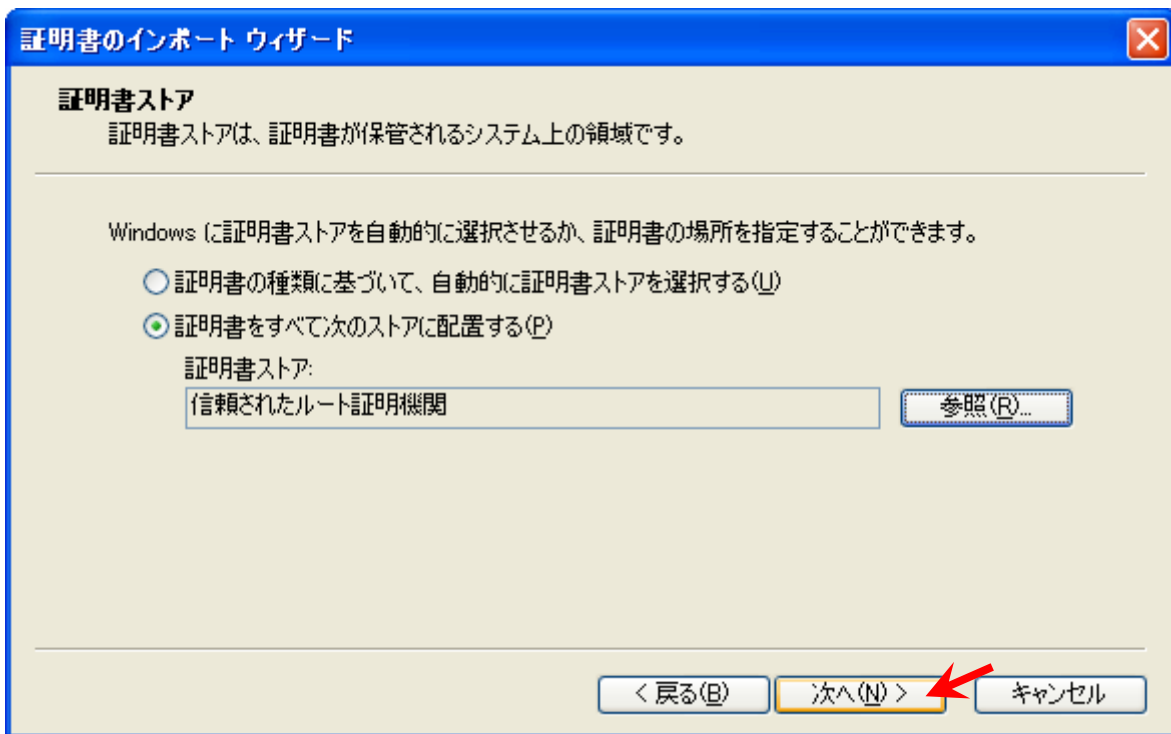 証明書のインポート ウィザード
証明書ストア
証明書ストアは、証明書が保管されるシステム上の領域です。
Windows に証明書ストアを自動的に選択させるか、証明書の場所を指定することができます。
証明書の種類に基づいて、自動的に証明書ストアを選択する(U)
証明書をすべて次のストアに配置する(P)
証明書ストア:
信頼されたルート証明機関
参照(R)...
< 戻る(B)
次へ(N) >
キャンセル